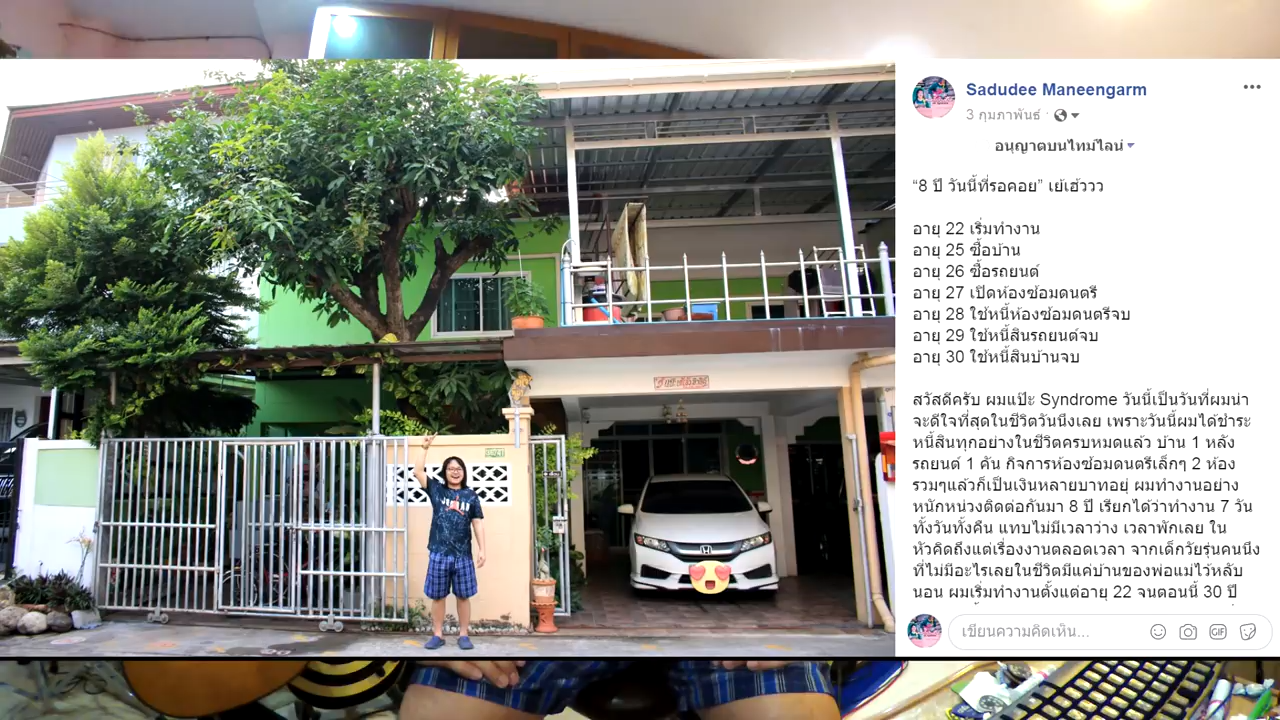 Sadudee Maneengarm
3 กุมภาพันธ์ ·
อนุญาตบนไทม์ไลน์
“8 ปี วันนี้ที่รอคอย” เย้เฮ้ววว
อายุ 22 เริ่มทำงาน
อายุ 25 ซื้อบ้าน
อายุ 26 ซื้อรถยนต์
อายุ 27 เปิดห้องซ้อมดนตรี
อายุ 28 ใช้หนี้ห้องซ้อมดนตรีจบ
อายุ 29 ใช้หนี้สินรถยนต์จบ
อายุ 30 ใช้หนี้สินบ้านจบ
สวัสดีครับ ผมแป๊ะ Syndrome วันนี้เป็นวันที่ผมน่า
จะดีใจที่สุดในชีวิตวันนึงเลย เพราะวันนี้ผมได้ชำระ
หนี้สินทุกอย่างในชีวิตครบหมดแล้ว บ้าน 1 หลัง
รถยนต์ 1 คัน กิจการห้องซ้อมดนตรีเล็กๆ 2 ห้อง
รวมๆแล้วก็เป็นเงินหลายบาทอยู่ ผมทำงานอย่าง
หนักหน่วงติดต่อกันมา 8 ปี เรียกได้ว่าทำงาน 7 วัน
ทั้งวันทั้งคืน แทบไม่มีเวลาว่าง เวลาพักเลย ใน
หัวคิดถึงแต่เรื่องงานตลอดเวลา จากเด็กวัยรุ่นคนนึง
ที่ไม่มีอะไรเลยในชีวิตมีแค่บ้านของพ่อแม่ไว้หลับ
นอน ผมเริ่มทำงานตั้งแต่อายุ 22 จนตอนนี้ 30 ปี
เขียนความคิดเห็น...
GIF